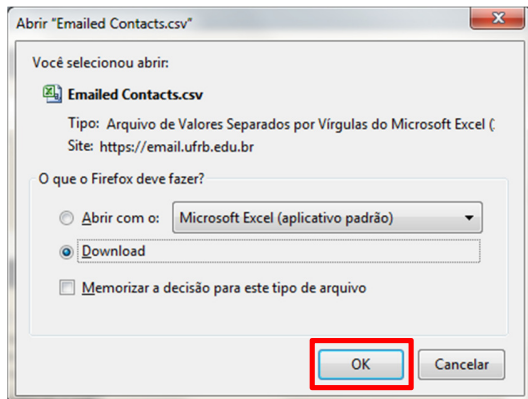 Abrir "Emailed Contacts.csv"
Você selecionou abrir:
Emailed Contacts.csv
Tipo: Arquivo de Valores Separados por Vírgulas do Microsoft Excel (
Site: https://email.ufrb.edu.br
O que o Firefox deve fazer?
Abrir com o: Microsoft Excel (aplicativo padrão)
Download
Memorizar a decisão para este tipo de arquivo
OK Cancelar